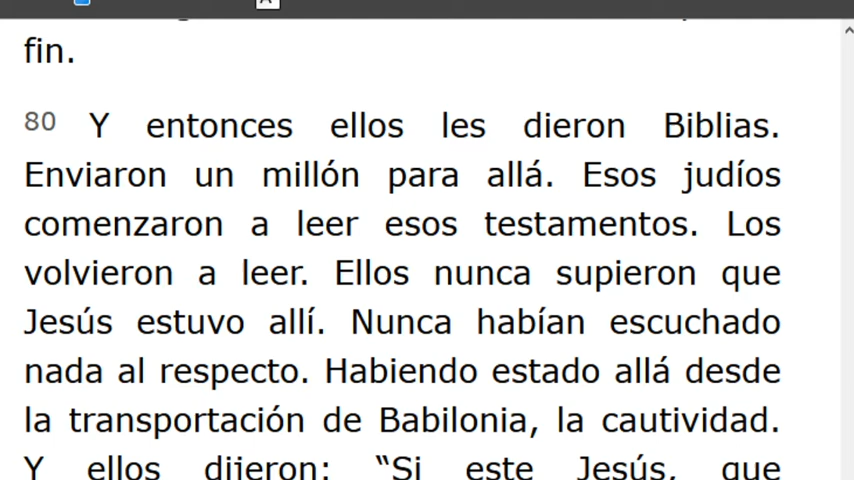 fin.
80 Y entonces ellos les dieron Biblias.
Enviaron un millón para allá. Esos judíos
comenzaron a leer esos testamentos. Los
volvieron a leer. Ellos nunca supieron que
Jesús estuvo allí. Nunca habían escuchado
nada al respecto. Habiendo estado allá desde
la transportación de Babilonia, la cautividad.
Y ellos dijeron: “Si este Jesús, que